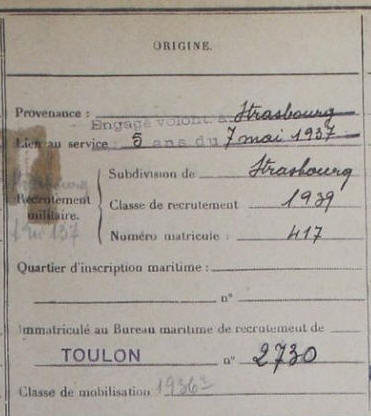 ORIGINE.
Provenance : Engagé volont à Strasbourg
Lien au service : 5 ans du 7 mai 1937
Subdivision de Strasbourg
Recrutement militaire.
Classe de recrutement 1939
Numéro matricule : 417
Quartier d'inscription maritime :
n°
Immatriculé au Bureau maritime de recrutement de
TOULON n° 2730
Classe de mobilisation 1936